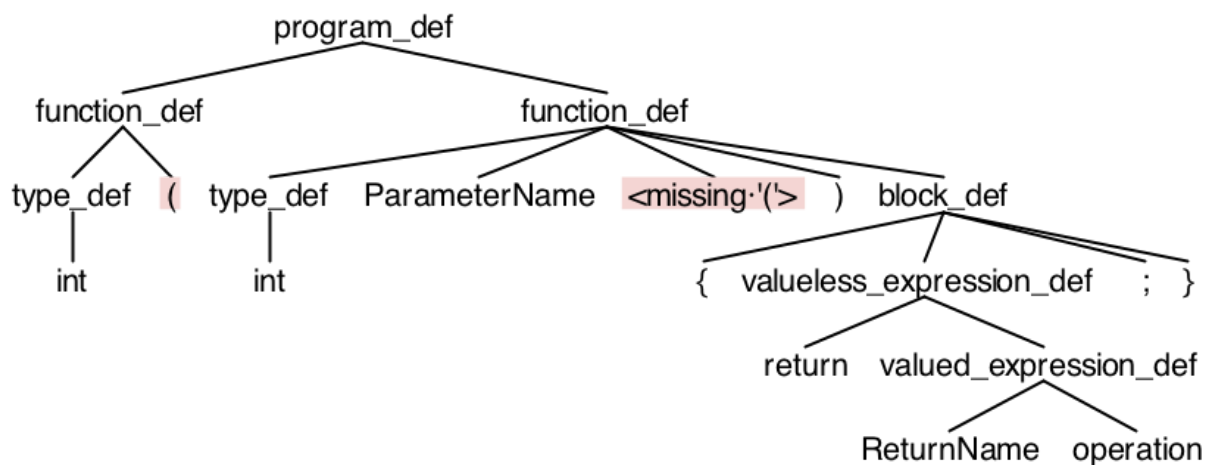 program_def
function_def function_def
type_def ( type_def ParameterName <missing·'('> ) block_def
int int { valueless_expression_def ; }
return valued_expression_def
ReturnName operation